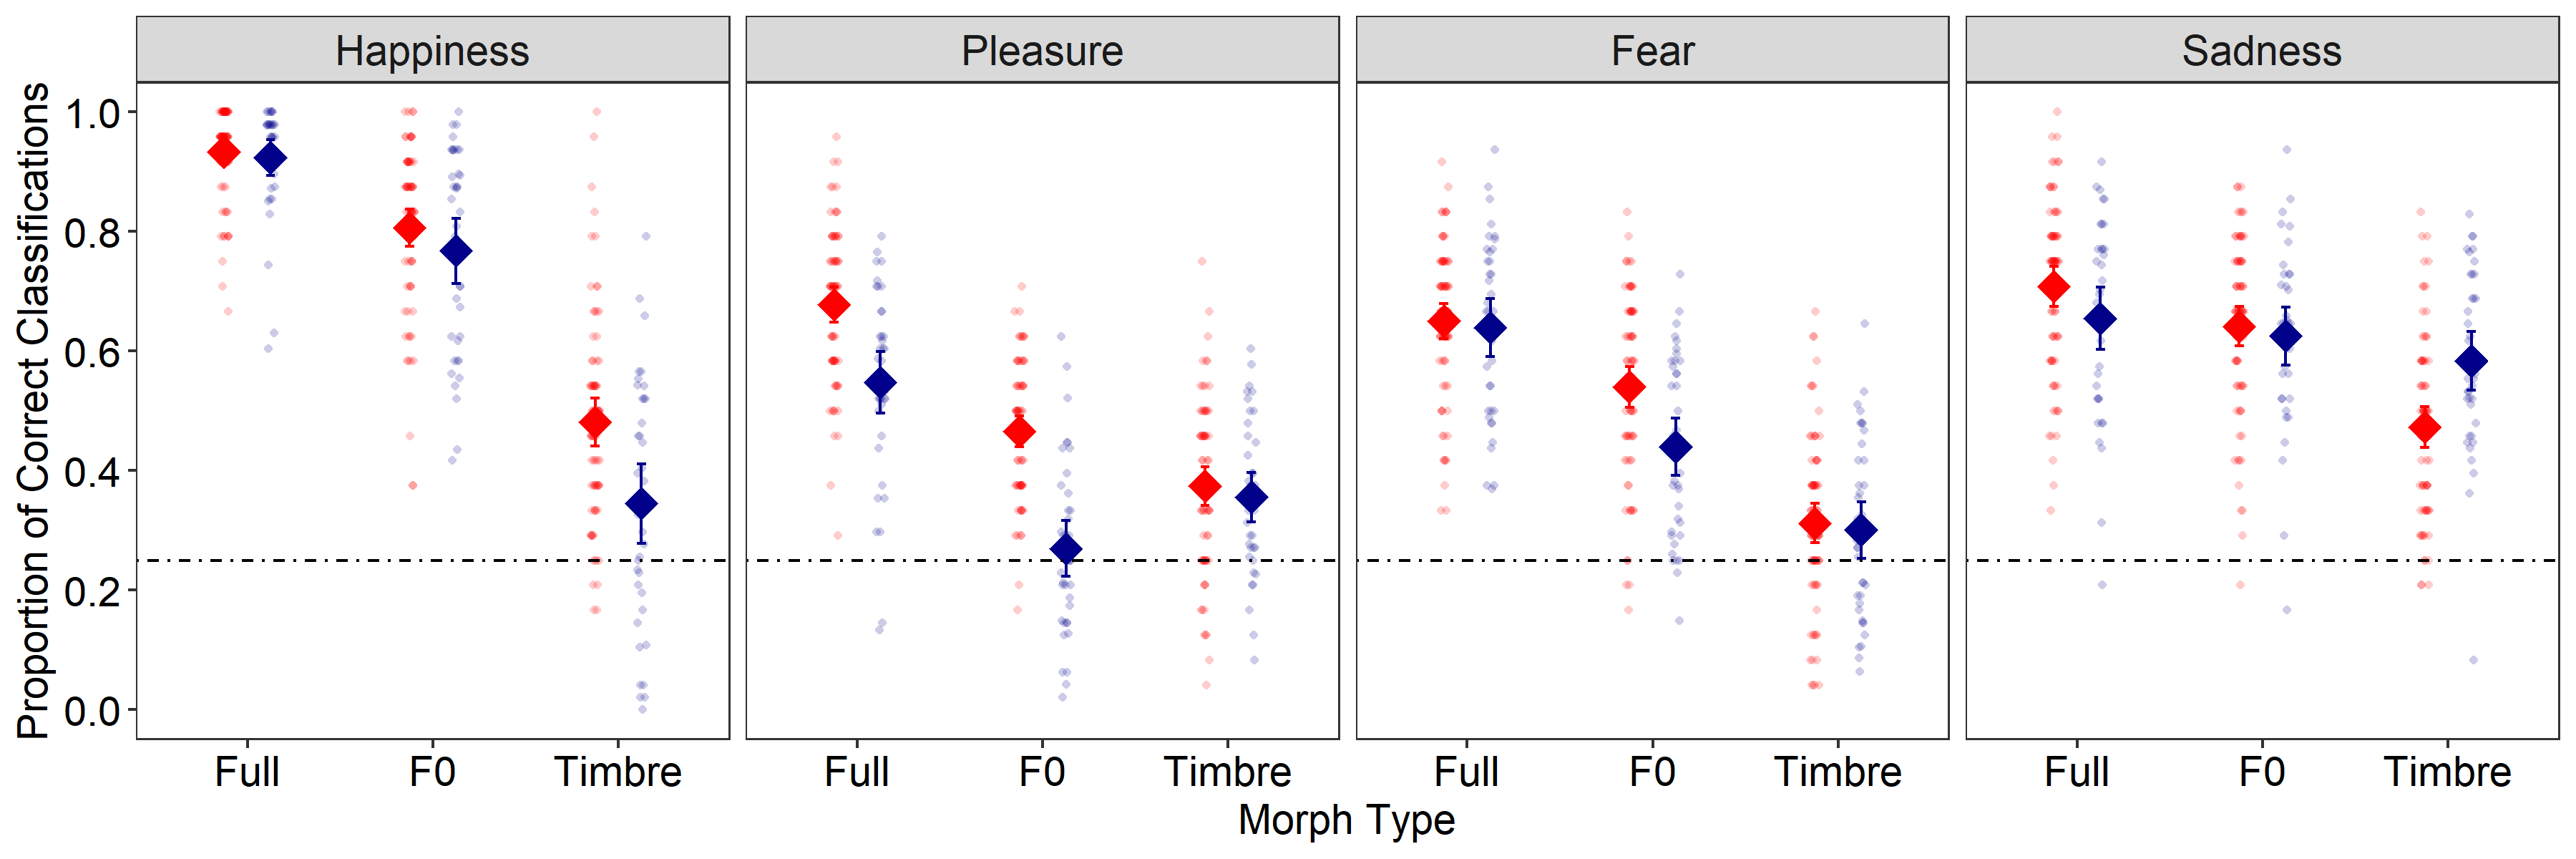 Happiness
Pleasure
Fear
Sadness
Proportion of Correct Classifications
1.0
0.8
0.6
0.4
0.2
0.0
Full F0 Timbre
Full F0 Timbre
Full F0 Timbre
Full F0 Timbre
Morph Type